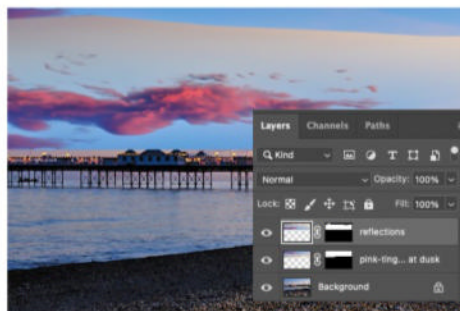 Layers Channels Paths
Kind
Normal Opacity: 100%
Lock: Fill: 100%
reflections
pink-ting... at dusk
Background